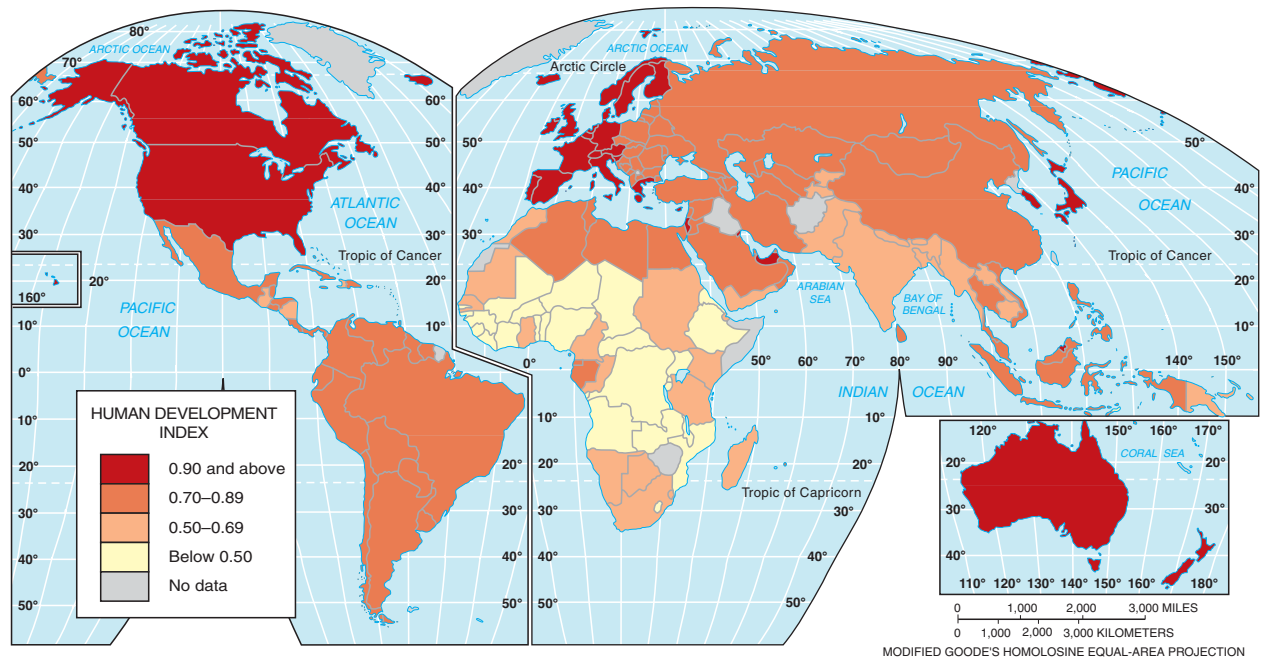 80°
ARCTIC OCEAN
70°
60°
60°
50°
50°
40°
40°
ATLANTIC
OCEAN
30°
30°
Tropic of Cancer
20°
20°
160°
PACIFIC
OCEAN
10°
10°
0°
10°
20°
20°
30°
30°
40°
40°
50°
50°
HUMAN DEVELOPMENT
INDEX
0.90 and above
0.70–0.89
0.50–0.69
Below 0.50
No data
ARCTIC OCEAN
Arctic Circle
60°
50°
50°
40°
40°
PACIFIC
OCEAN
30°
30°
Tropic of Cancer
20°
ARABIAN
SEA
BAY OF
BENGAL
10°
0°
50°
60°
70°
80°
90°
140°
150°
INDIAN
OCEAN
10°
10°
20°
20°
Tropic of Capricorn
30°
30°
40°
40°
50°
50°
120°
150°
160°
170°
CORAL SEA
20°
20°
30°
30°
40°
40°
110°
120°
130°
140°
150°
160°
180°
0
1,000
2,000
3,000 MILES
0
1,000
2,000
3,000 KILOMETERS
MODIFIED GOODE'S HOMOLOSINE EQUAL-AREA PROJECTION